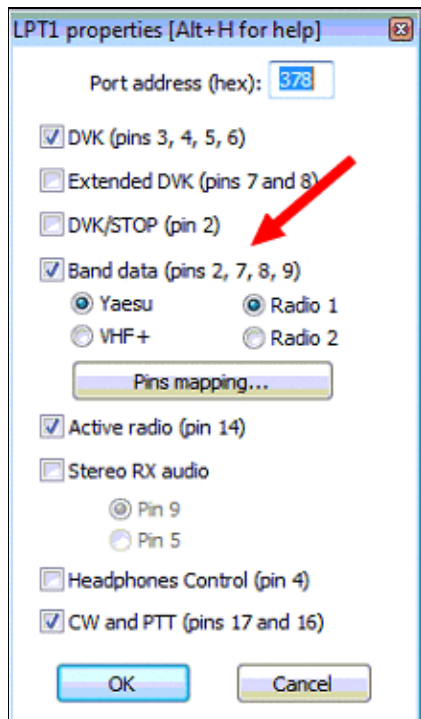 LPT1 properties [Alt+H for help]
Port address (hex): 378
DVK (pins 3, 4, 5, 6)
Extended DVK (pins 7 and 8)
DVK/STOP (pin 2)
Band data (pins 2, 7, 8, 9)
Yaesu Radio 1
VHF+ Radio 2
Pins mapping...
Active radio (pin 14)
Stereo RX audio
Pin 9
Pin 5
Headphones Control (pin 4)
CW and PTT (pins 17 and 16)
OK Cancel